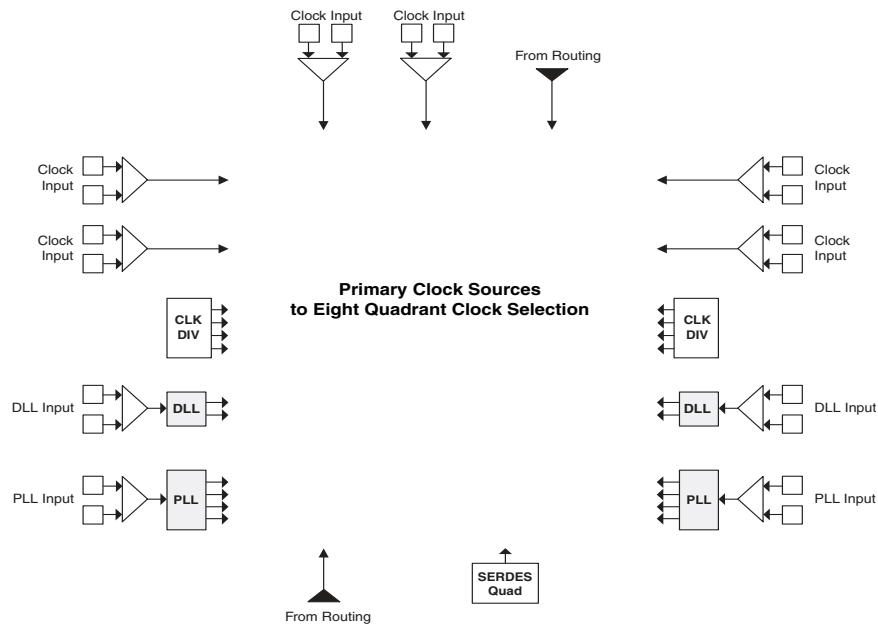 Clock Input
Clock Input
From Routing
Clock
Input
Clock
Input
Clock
Input
Clock
Input
Primary Clock Sources
to Eight Quadrant Clock Selection
CLK
DIV
CLK
DIV
DLL Input
DLL
DLL
DLL Input
PLL Input
PLL
PLL
PLL Input
From Routing
SERDES
Quad